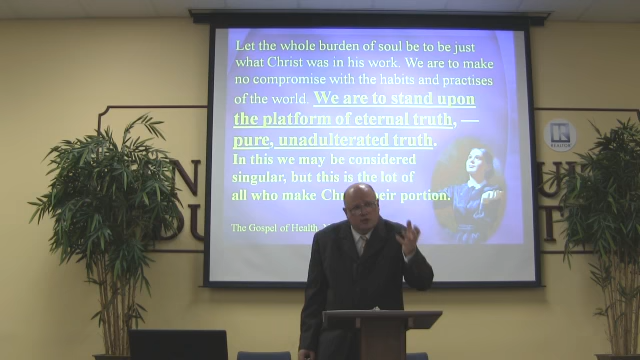 Let the whole burden of soul be to be just
what Christ was in his work. We are to make
no compromise with the habits and practises
of the world. We are to stand upon
the platform of eternal truth, —
pure, unadulterated truth.
In this we may be considered
singular, but this is the lot of
all who make portion.
The Gospel of Health
REALTOR